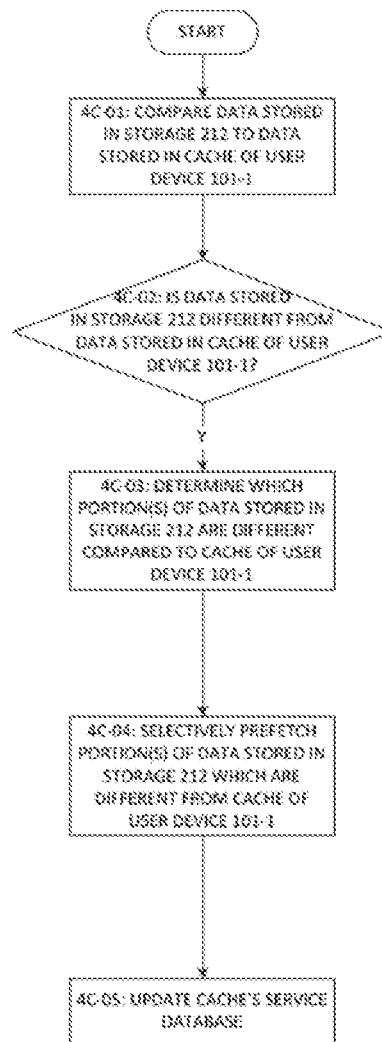 START
4C-01: COMPARE DATA STORED
IN STORAGE 212 TO DATA
STORED IN CACHE OF USER
DEVICE 101-1
4C-02: IS DATA STORED
IN STORAGE 212 DIFFERENT FROM
DATA STORED IN CACHE OF USER
DEVICE 101-1?
Y
4C-03: DETERMINE WHICH
PORTION(S) OF DATA STORED IN
STORAGE 212 ARE DIFFERENT
COMPARED TO CACHE OF USER
DEVICE 101-1
4C-04: SELECTIVELY PREFETCH
PORTION(S) OF DATA STORED IN
STORAGE 212 WHICH ARE
DIFFERENT FROM CACHE OF
USER DEVICE 101-1
4C-05: UPDATE CACHE'S SERVICE
DATABASE